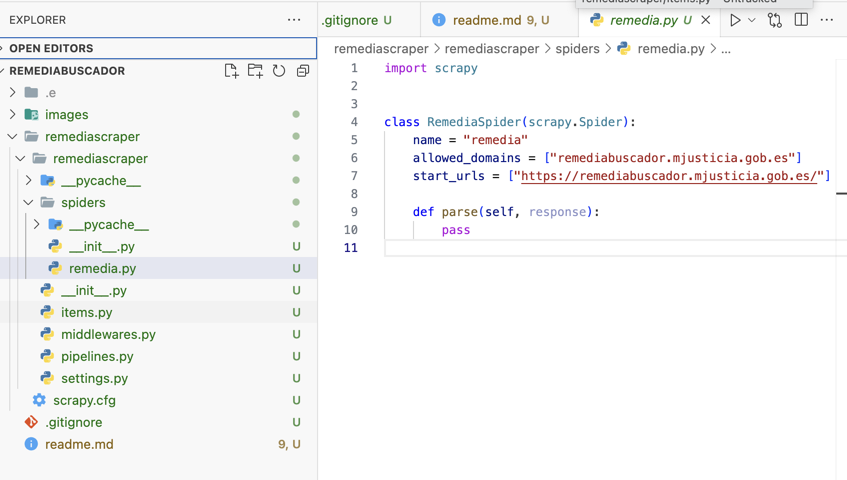 remediascraper/items.py - Untracked
EXPLORER
.gitignore U
readme.md 9, U
remedia.py U
OPEN EDITORS
remediascraper > remediascraper > spiders > remedia.py > ...
REMEDIABUSCADOR
.e
images
remediascraper
remediascraper
__pycache__
spiders
__pycache__
__init__.py U
remedia.py U
__init__.py U
items.py U
middlewares.py U
pipelines.py U
settings.py U
scrapy.cfg U
.gitignore U
readme.md 9, U
1 import scrapy
2
3
4 class RemediaSpider(scrapy.Spider):
5 name = "remedia"
6 allowed_domains = ["remediabuscador.mjusticia.gob.es"]
7 start_urls = ["https://remediabuscador.mjusticia.gob.es/"]
8
9 def parse(self, response):
10 pass
11